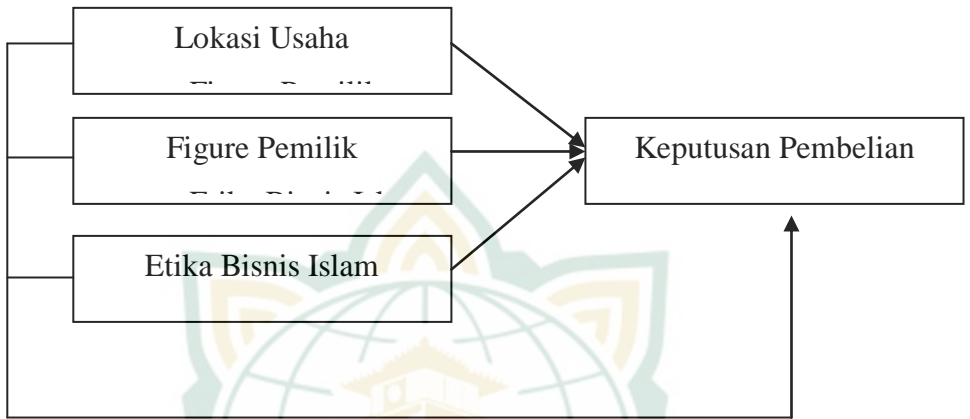 Lokasi Usaha
Figure Pemilik
Keputusan Pembelian
Etika Bisnis Islam